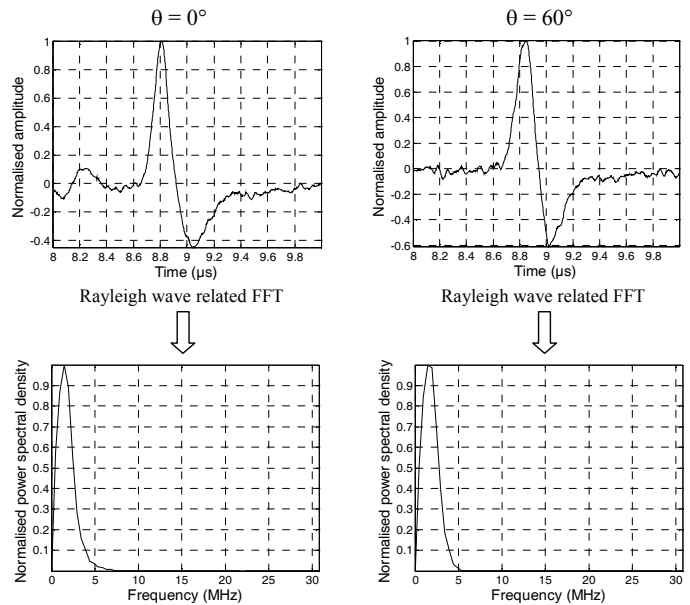 θ = 0°
θ = 60°
Normalised amplitude
1
0.8
0.6
0.4
0.2
0
-0.2
-0.4
8 8.2 8.4 8.6 8.8 9 9.2 9.4 9.6 9.8
Time (µs)
Normalised amplitude
1
0.8
0.6
0.4
0.2
0
-0.2
-0.4
-0.6
8 8.2 8.4 8.6 8.8 9 9.2 9.4 9.6 9.8
Time (µs)
Rayleigh wave related FFT
Rayleigh wave related FFT
Normalised power spectral density
0.9
0.8
0.7
0.6
0.5
0.4
0.3
0.2
0.1
0 5 10 15 20 25 30
Frequency (MHz)
Normalised power spectral density
0.9
0.8
0.7
0.6
0.5
0.4
0.3
0.2
0.1
0 5 10 15 20 25 30
Frequency (MHz)